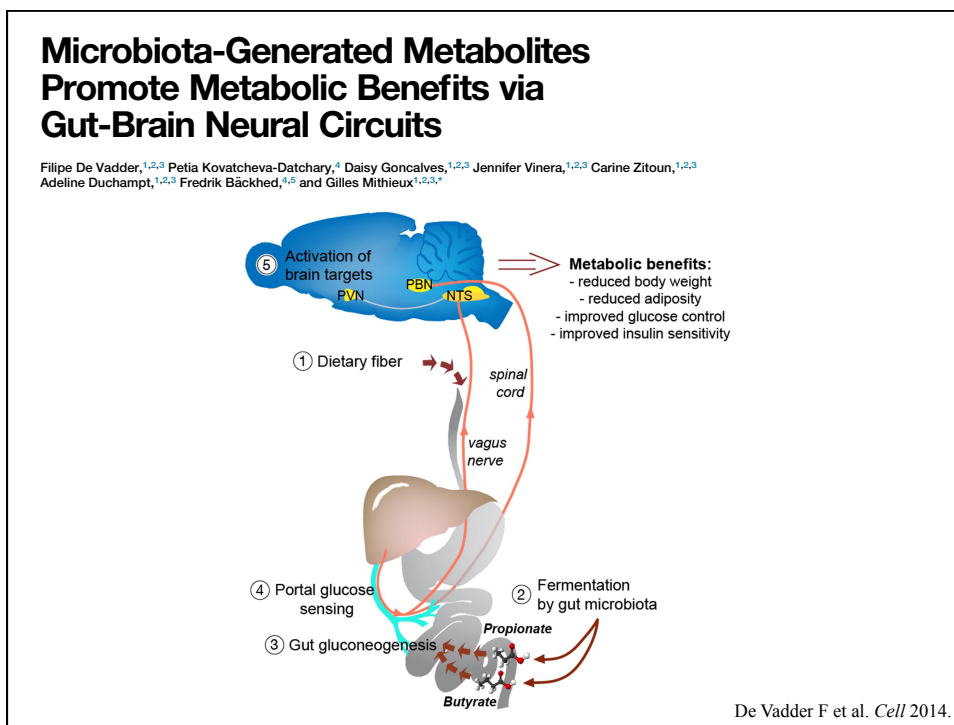 Microbiota-Generated Metabolites
Promote Metabolic Benefits via
Gut-Brain Neural Circuits
Filipe De Vadder,1,2,3 Petia Kovatcheva-Datchary,4 Daisy Goncalves,1,2,3 Jennifer Vinera,1,2,3 Carine Zitoun,1,2,3
Adeline Duchampt,1,2,3 Fredrik Bäckhed,4,5 and Gilles Mithieux1,2,3,*
5 Activation of
brain targets
PVN
PBN
NTS
Metabolic benefits:
- reduced body weight
- reduced adiposity
- improved glucose control
- improved insulin sensitivity
1 Dietary fiber
spinal
cord
vagus
nerve
4 Portal glucose
sensing
2 Fermentation
by gut microbiota
3 Gut gluconeogenesis
Propionate
Butyrate
De Vadder F et al. Cell 2014.